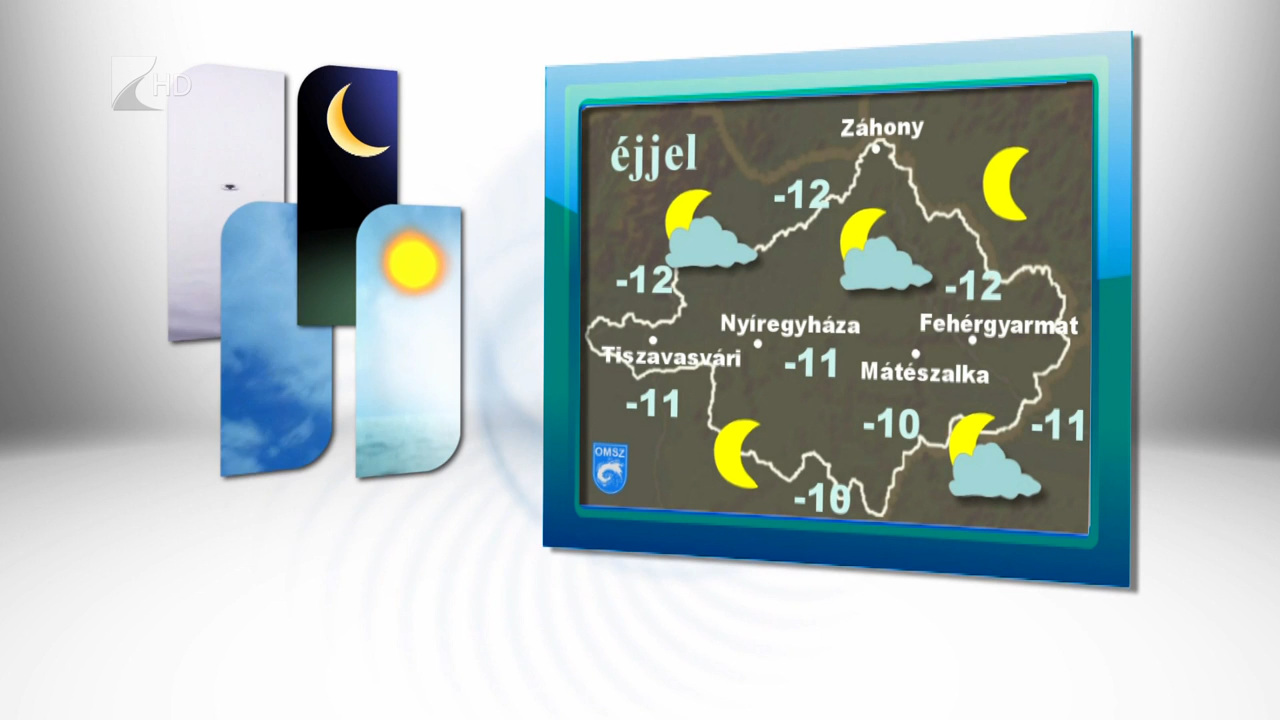 HD
éjjel
Záhony
-12
-12
-12
Nyíregyháza
Fehérgyarmat
Tiszavasvári
-11
Mátészalka
-11
-10
-11
OMSZ
-10